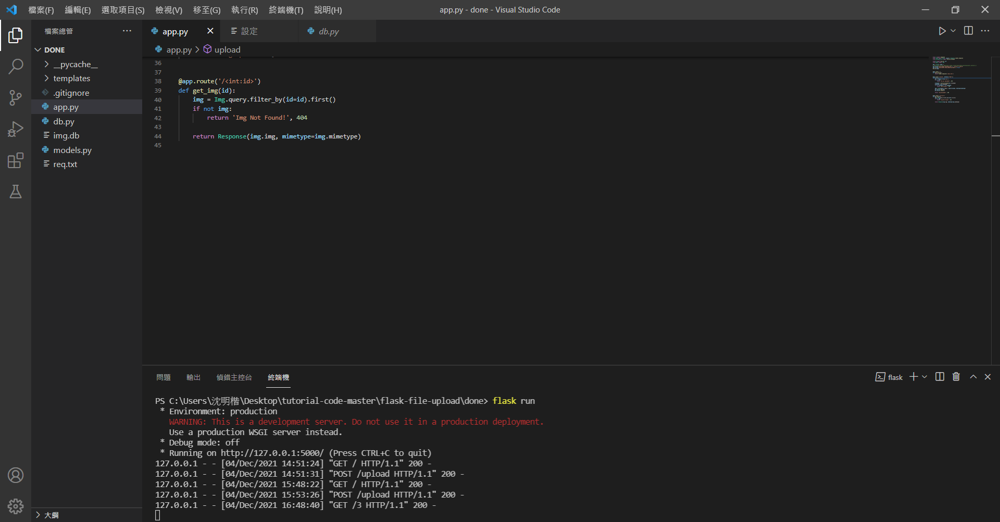 檔案(F) 編輯(E) 選取項目(S) 檢視(V) 移至(G) 執行(R) 終端機(T) 說明(H) app.py - done - Visual Studio Code
檔案總管
app.py 設定 db.py
app.py > upload
DONE
__pycache__
templates
.gitignore
app.py
db.py
img.db
models.py
req.txt
大綱
36
37
38 @app.route('/<int:id>')
39 def get_img(id):
40 img = Img.query.filter_by(id=id).first()
41 if not img:
42 return 'Img Not Found!', 404
43
44 return Response(img.img, mimetype=img.mimetype)
45
問題 輸出 偵錯主控台 終端機 flask
PS C:\Users\沈明楷\Desktop\tutorial-code-master\flask-file-upload\done> flask run
* Environment: production
WARNING: This is a development server. Do not use it in a production deployment.
Use a production WSGI server instead.
* Debug mode: off
* Running on http://127.0.0.1:5000/ (Press CTRL+C to quit)
127.0.0.1 - - [04/Dec/2021 14:51:24] "GET / HTTP/1.1" 200 -
127.0.0.1 - - [04/Dec/2021 14:51:31] "POST /upload HTTP/1.1" 200 -
127.0.0.1 - - [04/Dec/2021 15:48:22] "GET / HTTP/1.1" 200 -
127.0.0.1 - - [04/Dec/2021 15:53:26] "POST /upload HTTP/1.1" 200 -
127.0.0.1 - - [04/Dec/2021 16:48:40] "GET /3 HTTP/1.1" 200 -